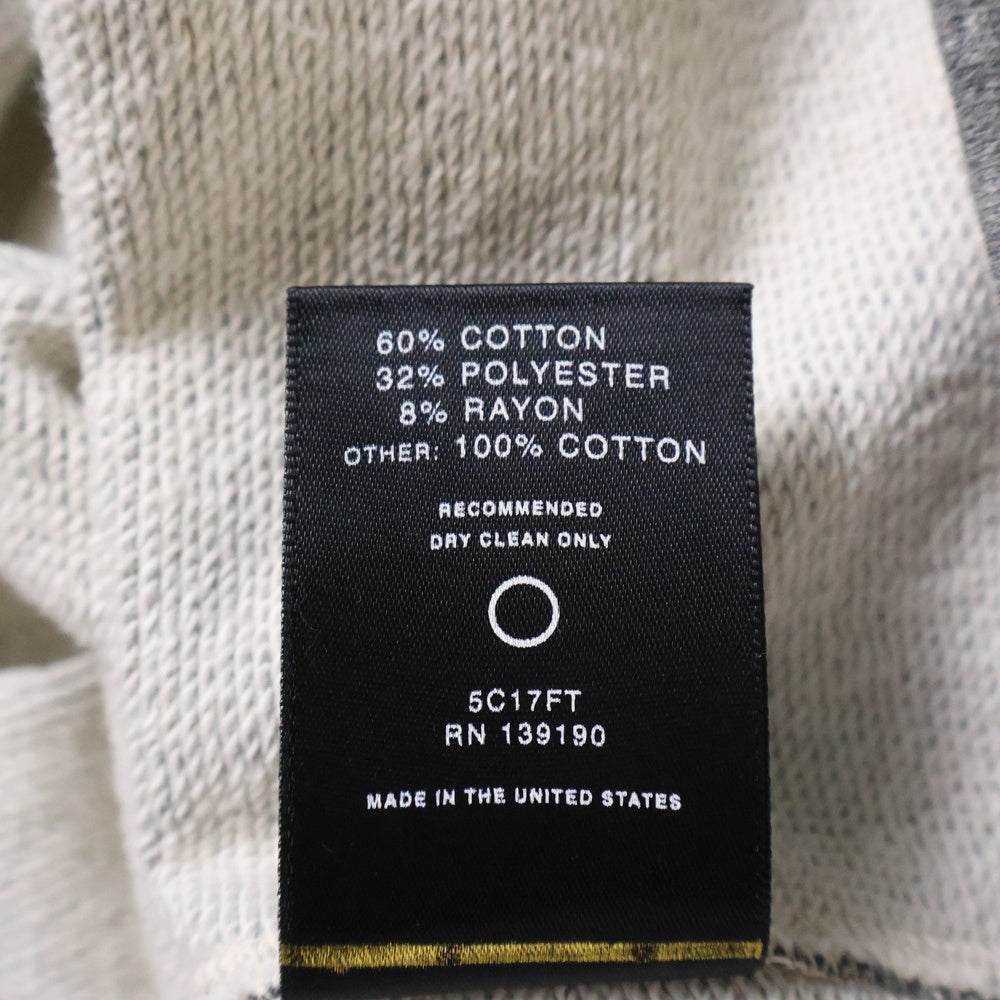 60% COTTON
32% POLYESTER
8% RAYON
OTHER: 100% COTTON
RECOMMENDED
DRY CLEAN ONLY
5C17FT
RN 139190
MADE IN THE UNITED STATES